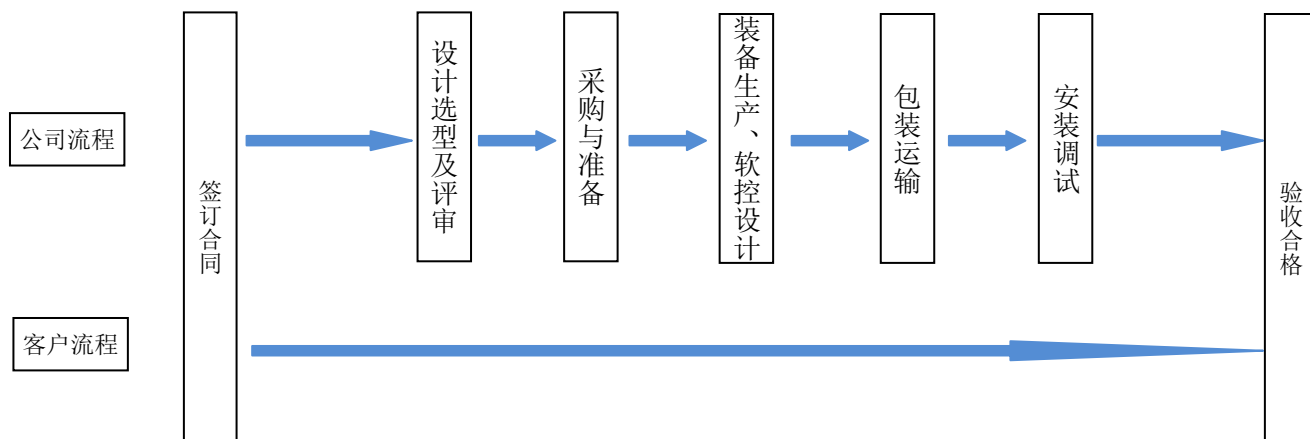 公司流程
客户流程
签订合同
设计选型及评审
采购与准备
装备生产、软控设计
包装运输
安装调试
验收合格